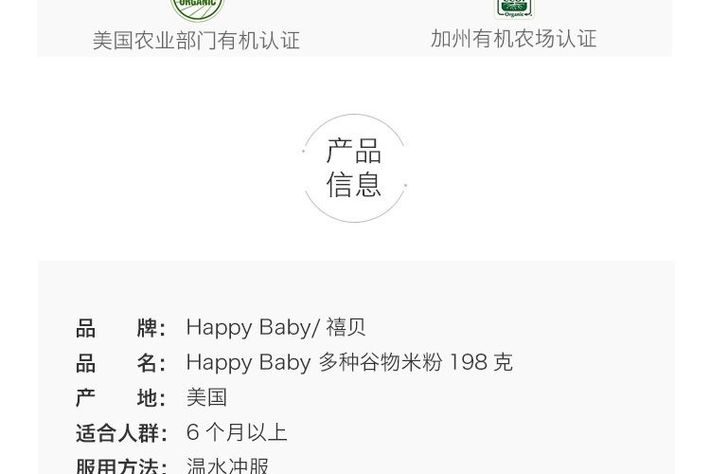 ORGANIC
Organic
美国农业部门有机认证
加州有机农场认证
产品
信息
品 牌： Happy Baby/ 禧贝
品 名： Happy Baby 多种谷物米粉 198 克
产 地： 美国
适合人群： 6 个月以上
服用方法： 温水冲服